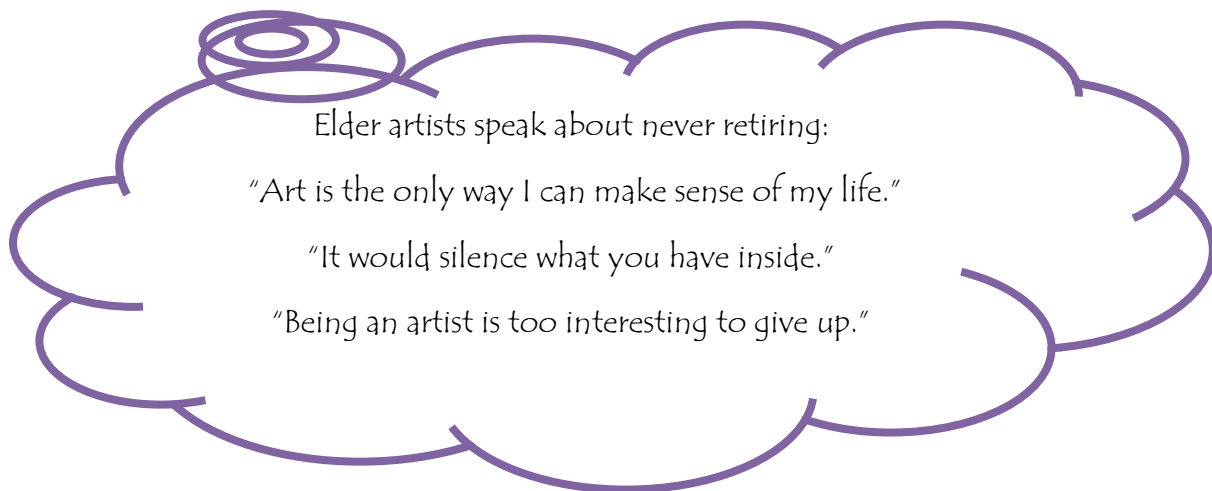 Elder artists speak about never retiring:
“Art is the only way I can make sense of my life.”
“It would silence what you have inside.”
“Being an artist is too interesting to give up.”